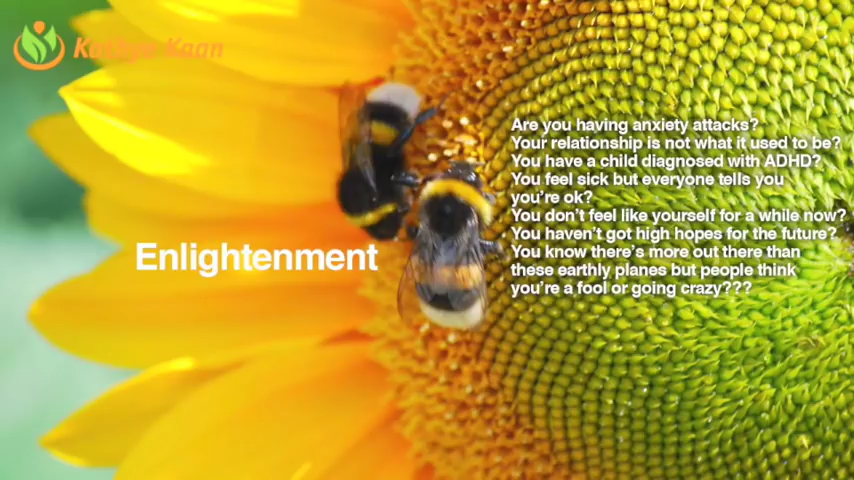 Kaan
Enlightenment
Are you having anxiety attacks?
Your relationship is not what it used to be?
You have a child diagnosed with ADHD?
You feel sick but everyone tells you
you're ok?
You don't feel like yourself for a while now?
You haven't got high hopes for the future?
You know there's more out there than
these earthly planes but people think
you're a fool or going crazy???